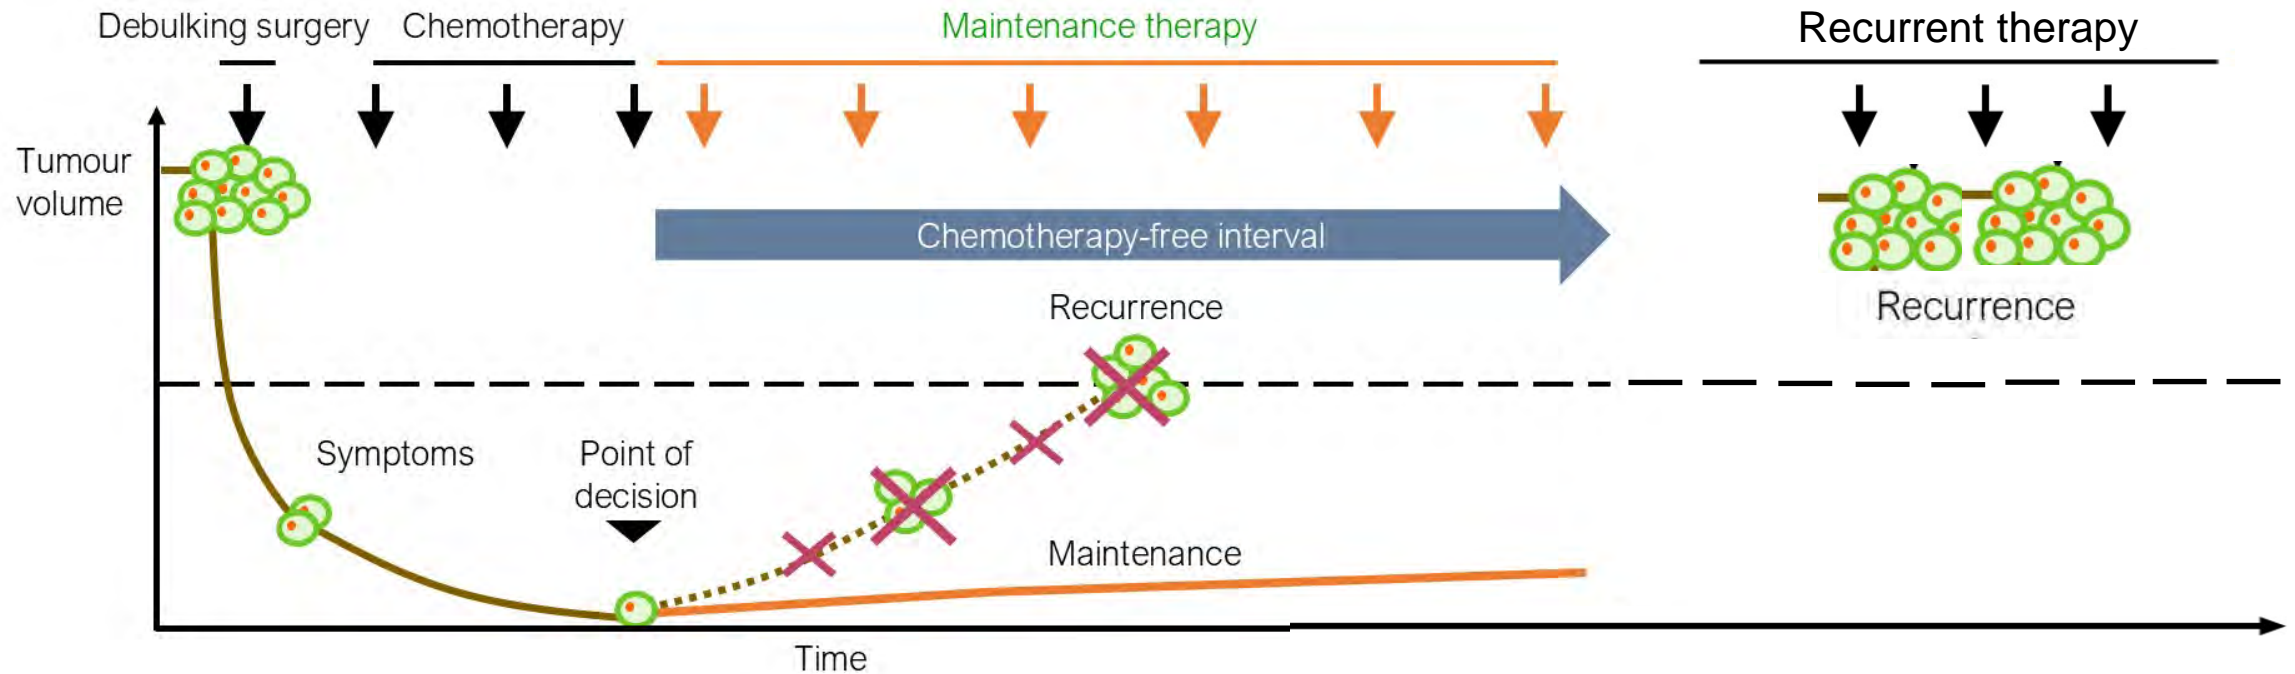 Debulking surgery
Chemotherapy
Maintenance therapy
Recurrent therapy
Tumour
volume
Chemotherapy-free interval
Recurrence
Recurrence
Symptoms
Point of
decision
Maintenance
Time